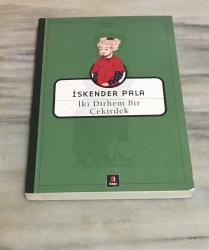 İSKENDER PALA
İki Dirhem Bir
Çekirdek